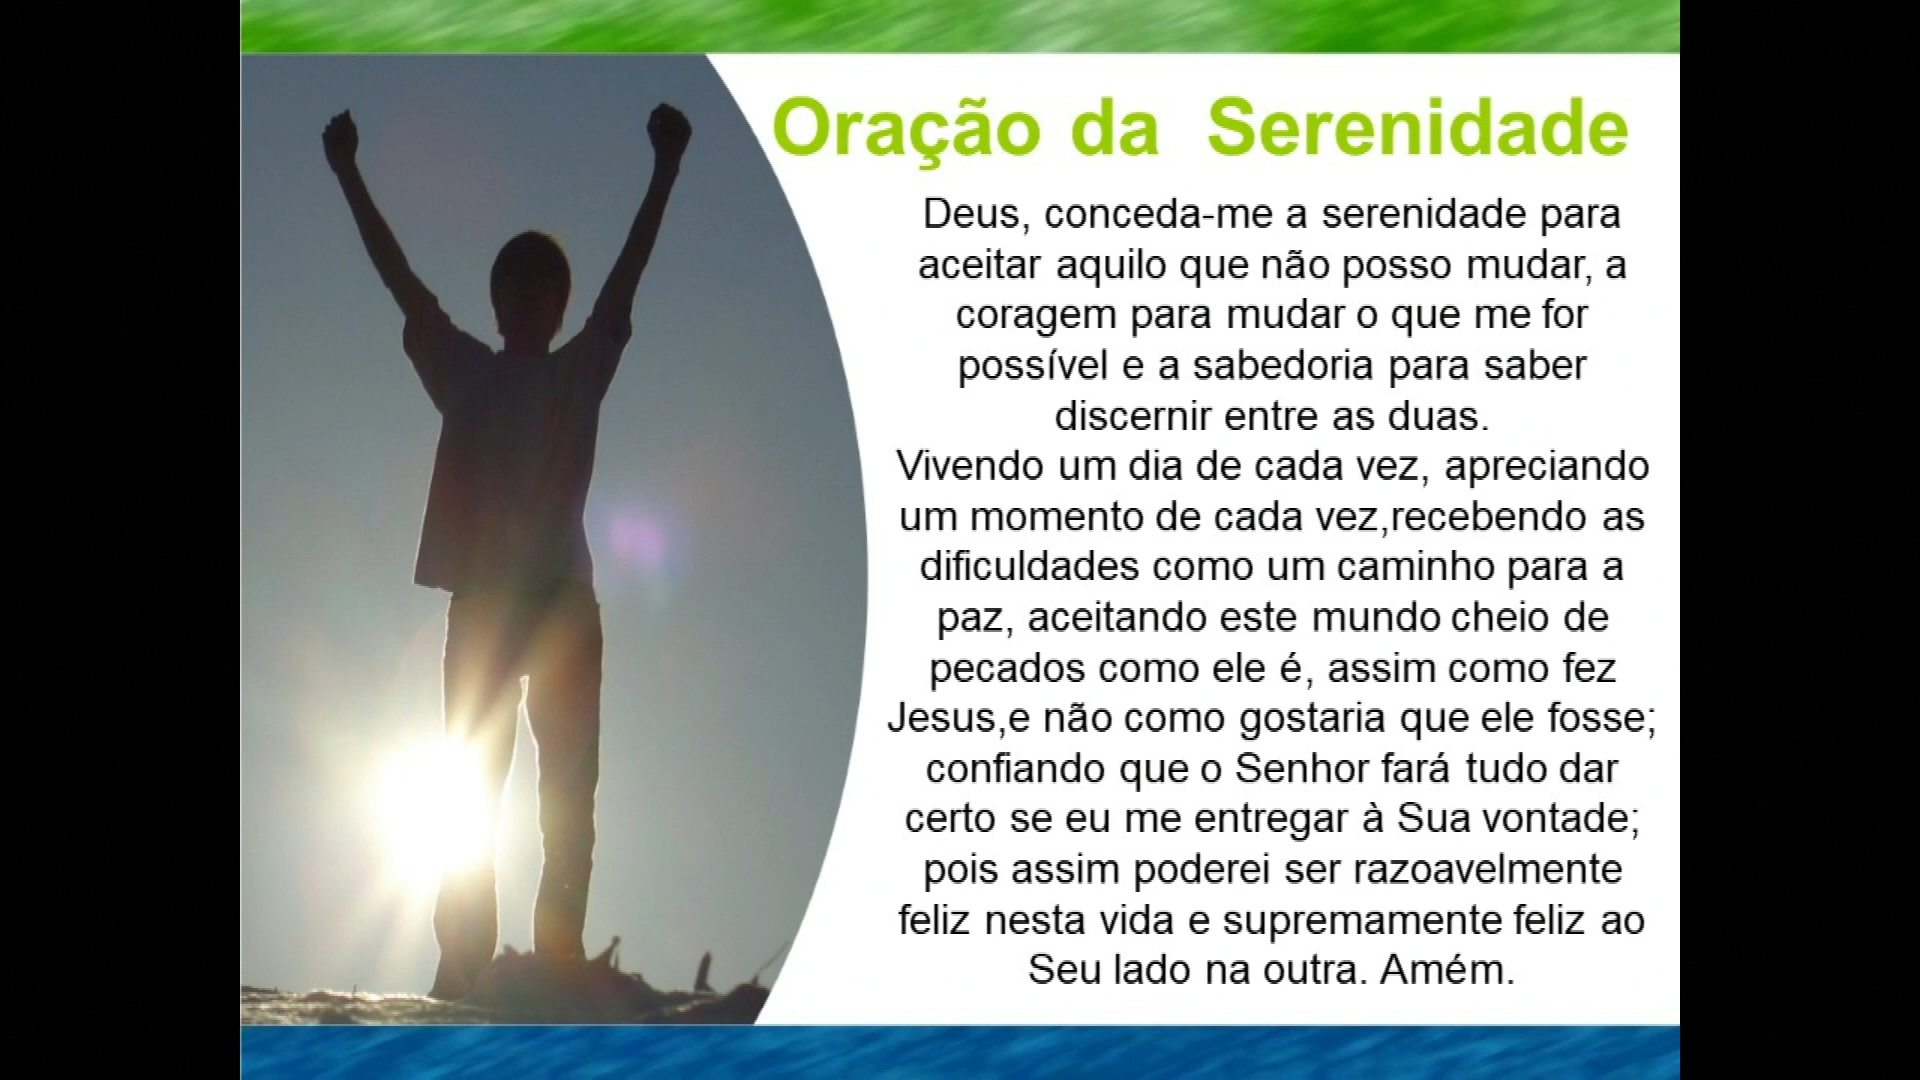 Oração da  Serenidade
Deus, conceda-me a serenidade para
aceitar aquilo que não posso mudar, a
coragem para mudar o que me for
possível e a sabedoria para saber
discernir entre as duas.
Vivendo um dia de cada vez, apreciando
um momento de cada vez,recebendo as
dificuldades como um caminho para a
paz, aceitando este mundo cheio de
pecados como ele é, assim como fez
Jesus,e não como gostaria que ele fosse;
confiando que o Senhor fará tudo dar
certo se eu me entregar à Sua vontade;
pois assim poderei ser razoavelmente
feliz nesta vida e supremamente feliz ao
Seu lado na outra. Amém.